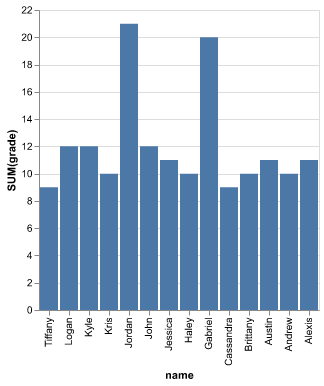 22
20
18
16
14
12
10
8
6
4
2
0
SUM(grade)
Tiffany
Logan
Kyle
Kris
Jordan
John
Jessica
Haley
Gabriel
Cassandra
Brittany
Austin
Andrew
Alexis
name